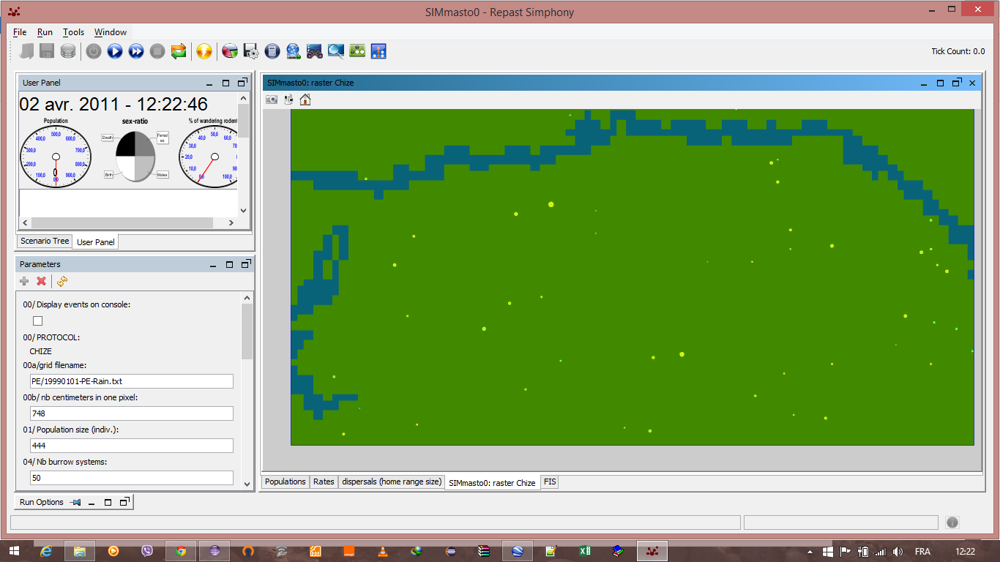 SIMmasto0 - Repast Simphony
File Run Tools Window
Tick Count: 0.0
User Panel
02 avr. 2011 - 12:22:46
Population
sex-ratio
% of wandering rodent
500,0
400,0 600,0
300,0 700,0
200,0 800,0
100,0 900,0
0,0
0
Death
Femal
es
Birth
Males
40,0 50,0 60,0
30,0
20,0
10,0
0,0 100,0
Scenario Tree User Panel
Parameters
00/ Display events on console:
00/ PROTOCOL:
CHIZE
00a/grid filename:
PE/19990101-PE-Rain.txt
00b/ nb centimeters in one pixel:
748
01/ Population size (indiv.):
444
04/ Nb burrow systems:
50
Run Options
SIMmasto0: raster Chize
Populations Rates dispersals (home range size) SIMmasto0: raster Chize FIS
FRA
12:22